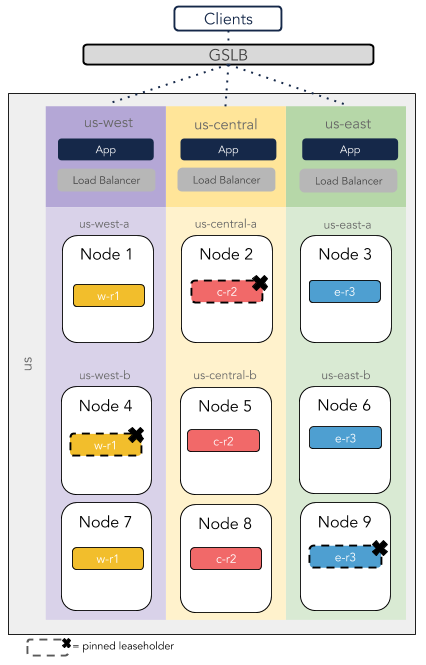 Clients
GSLB
us-west
us-central
us-east
App
App
App
Load Balancer
Load Balancer
Load Balancer
us-west-a
us-central-a
us-east-a
Node 1
Node 2
Node 3
w-r1
c-r2
e-r3
us
us-west-b
us-central-b
us-east-b
Node 4
Node 5
Node 6
w-r1
c-r2
e-r3
Node 7
Node 8
Node 9
w-r1
c-r2
e-r3
= pinned leaseholder